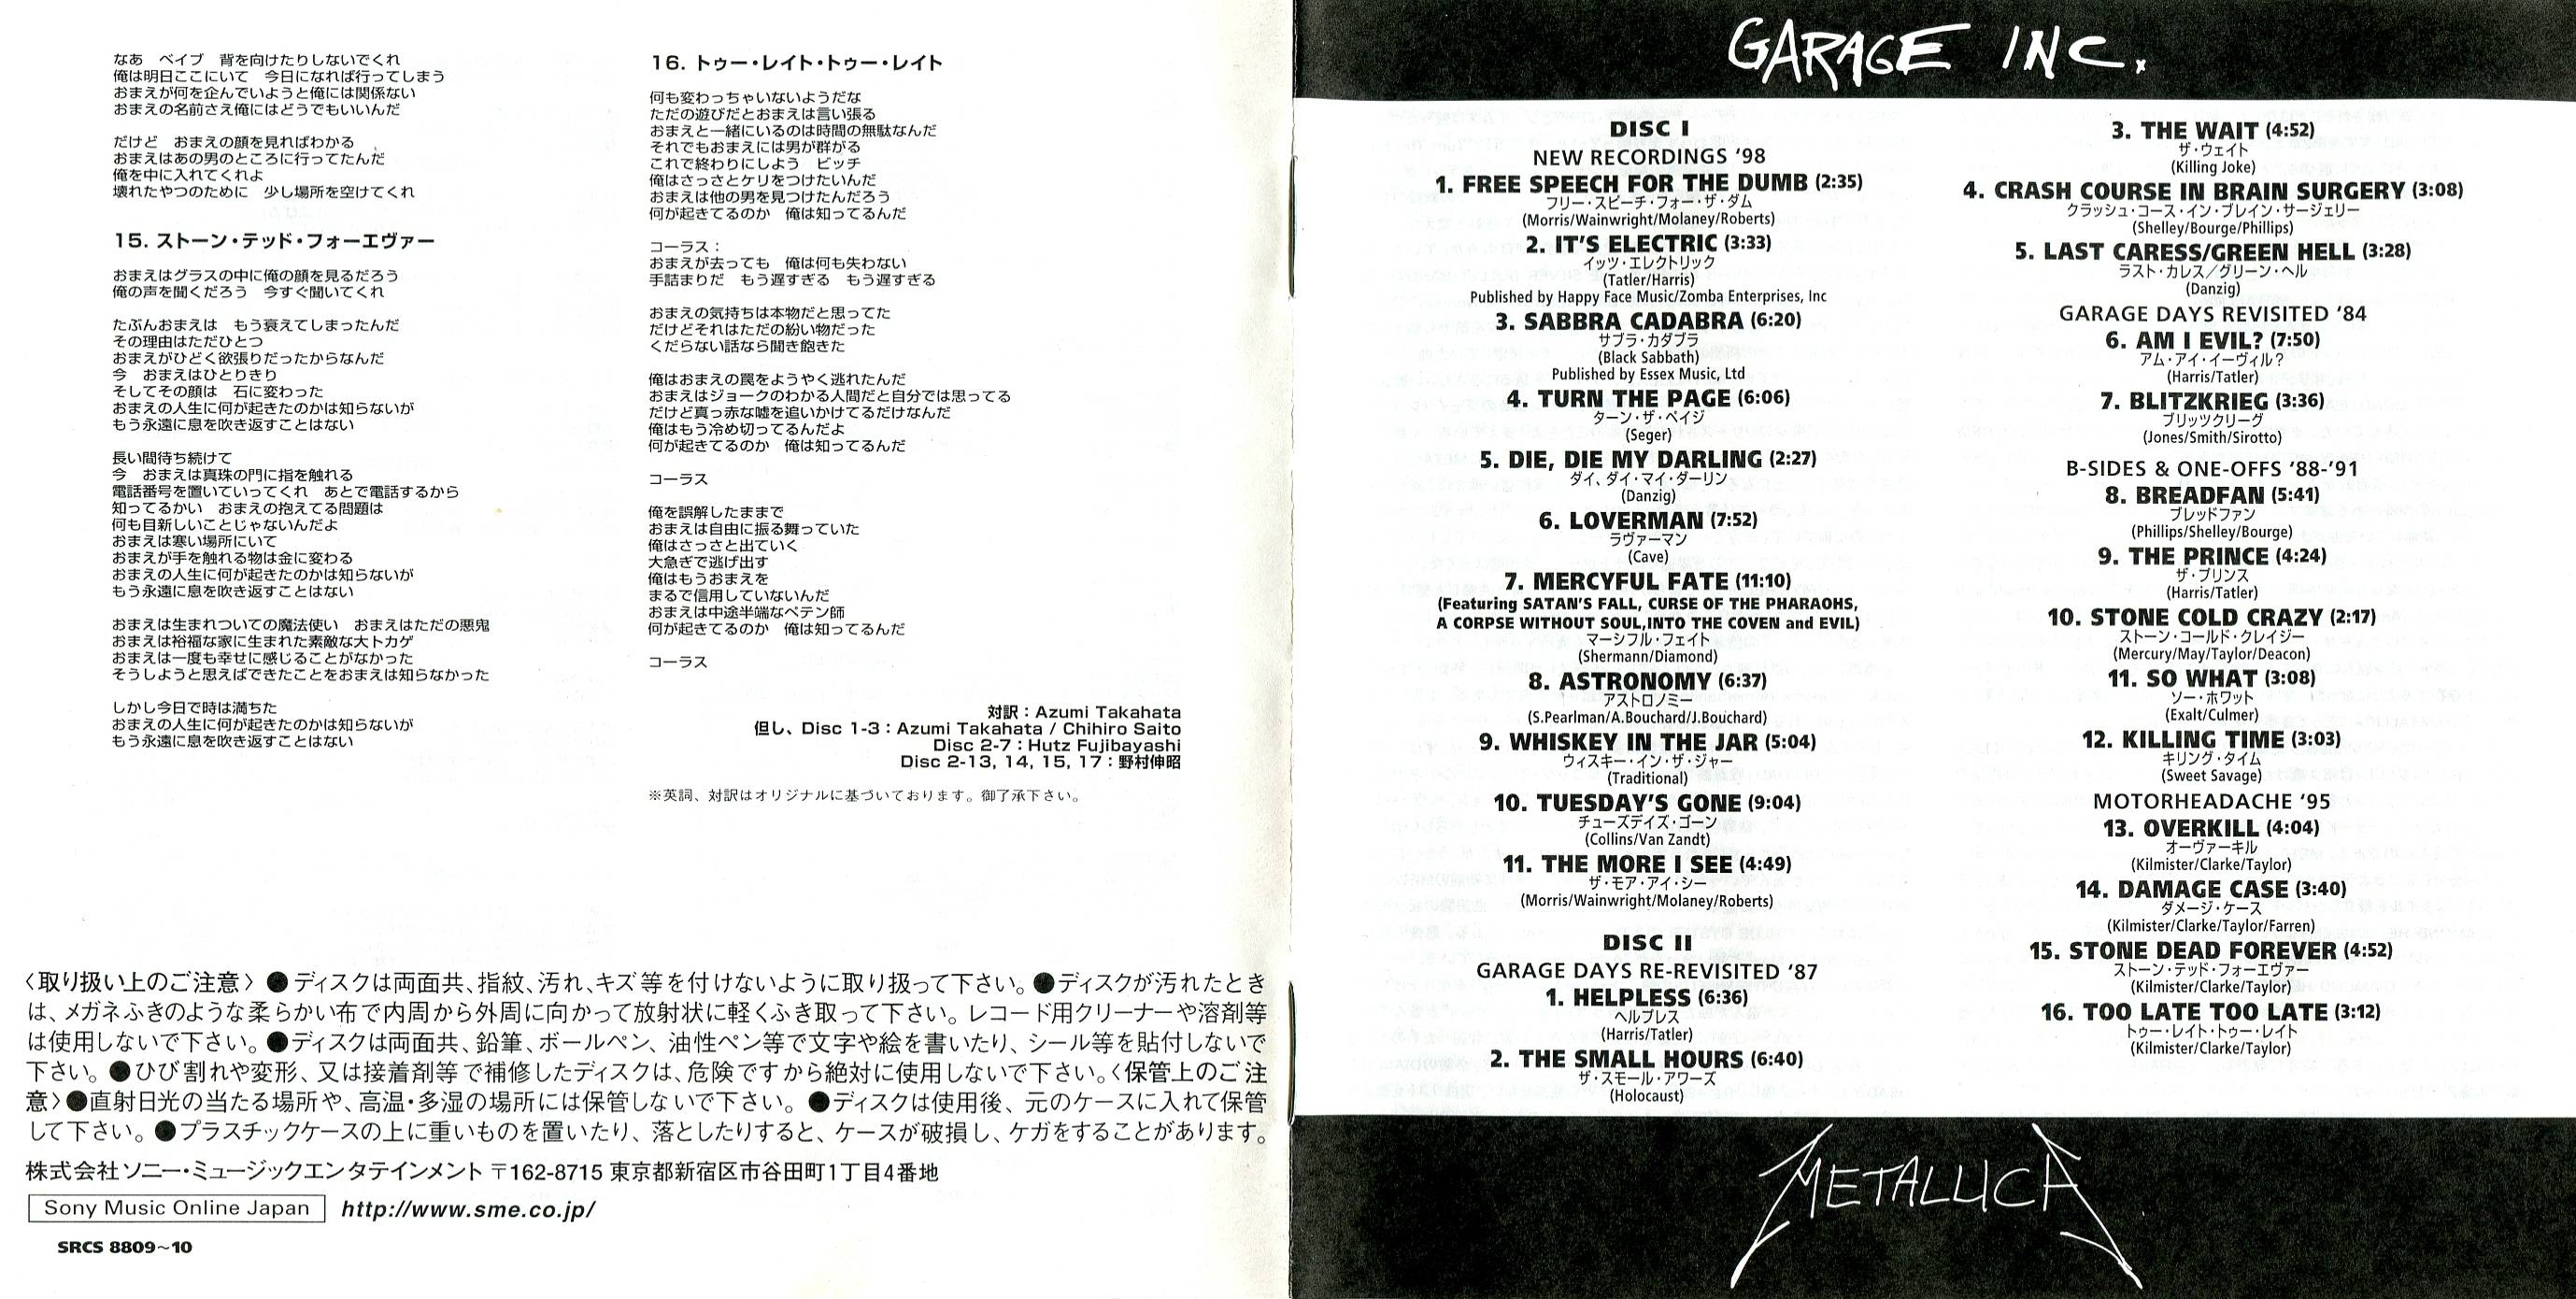 なあ　ベイブ　背を向けたりしないでくれ
俺は明日ここにいて　今日になれば行ってしまう
おまえが何を企んでいようと俺には関係ない
おまえの名前さえ俺にはどうでもいいんだ
だけど　おまえの顔を見ればわかる
おまえはあの男のところに行ってたんだ
俺を中に入れてくれよ
壊れたやつのために　少し場所を空けてくれ
15. ストーン・テッド・フォーエヴァー
おまえはグラスの中に俺の顔を見るだろう
俺の声を聞くだろう　今すぐ聞いてくれ
たぶんおまえは　もう衰えてしまったんだ
その理由はただひとつ
おまえがひどく欲張りだったからなんだ
今　おまえはひとりきり
そしてその顔は　石に変わった
おまえの人生に何が起きたのかは知らないが
もう永遠に息を吹き返すことはない
長い間待ち続けて
今　おまえは真珠の門に指を触れる
電話番号を置いていってくれ　あとで電話するから
知ってるかい　おまえの抱えてる問題は
何も目新しいことじゃないんだよ
おまえは寒い場所にいて
おまえが手を触れる物は金に変わる
おまえの人生に何が起きたのかは知らないが
もう永遠に息を吹き返すことはない
おまえは生まれついての魔法使い　おまえはただの悪鬼
おまえは裕福な家に生まれた素敵な大トカゲ
おまえは一度も幸せに感じることがなかった
そうしようと思えばできたことをおまえは知らなかった
しかし今日で時は満ちた
おまえの人生に何が起きたのかは知らないが
もう永遠に息を吹き返すことはない
16. トゥー・レイト・トゥー・レイト
何も変わっちゃいないようだな
ただの遊びだとおまえは言い張る
おまえと一緒にいるのは時間の無駄なんだ
それでもおまえには男が群がる
これで終わりにしよう　ビッチ
俺はさっさとケリをつけたいんだ
おまえは他の男を見つけたんだろう
何が起きてるのか　俺は知ってるんだ
コーラス：
おまえが去っても　俺は何も失わない
手詰まりだ　もう遅すぎる　もう遅すぎる
おまえの気持ちは本物だと思ってた
だけどそれはただの紛い物だった
くだらない話なら聞き飽きた
俺はおまえの罠をようやく逃れたんだ
おまえはジョークのわかる人間だと自分では思ってる
だけど真っ赤な嘘を追いかけてるだけなんだ
俺はもう冷め切ってるんだよ
何が起きてるのか　俺は知ってるんだ
コーラス
俺を誤解したままで
おまえは自由に振る舞っていた
俺はさっさと出ていく
大急ぎで逃げ出す
俺はもうおまえを
まるで信用していないんだ
おまえは中途半端なペテン師
何が起きてるのか　俺は知ってるんだ
コーラス
対訳：Azumi Takahata
但し、Disc 1-3：Azumi Takahata / Chihiro Saito
Disc 2-7：Hutz Fujibayashi
Disc 2-13, 14, 15, 17：野村伸昭
※英詞、対訳はオリジナルに基づいております。御了承下さい。
〈取り扱い上のご注意〉●ディスクは両面共、指紋、汚れ、キズ等を付けないように取り扱って下さい。●ディスクが汚れたとき
は、メガネふきのような柔らかい布で内周から外周に向かって放射状に軽くふき取って下さい。レコード用クリーナーや溶剤等
は使用しないで下さい。●ディスクは両面共、鉛筆、ボールペン、油性ペン等で文字や絵を書いたり、シール等を貼付しないで
下さい。●ひび割れや変形、又は接着剤等で補修したディスクは、危険ですから絶対に使用しないで下さい。〈保管上のご注
意〉●直射日光の当たる場所や、高温・多湿の場所には保管しないで下さい。●ディスクは使用後、元のケースに入れて保管
して下さい。●プラスチックケースの上に重いものを置いたり、落としたりすると、ケースが破損し、ケガをすることがあります。
株式会社ソニー・ミュージックエンタテインメント 〒162-8715 東京都新宿区市谷田町1丁目4番地
Sony Music Online Japan http://www.sme.co.jp/
SRCS 8809~10
GARAGE INC.
DISC I
NEW RECORDINGS '98
1. FREE SPEECH FOR THE DUMB (2:35)
フリー・スピーチ・フォー・ザ・ダム
(Morris/Wainwright/Molaney/Roberts)
2. IT'S ELECTRIC (3:33)
イッツ・エレクトリック
(Tatler/Harris)
Published by Happy Face Music/Zomba Enterprises, Inc
3. SABBRA CADABRA (6:20)
サブラ・カダブラ
(Black Sabbath)
Published by Essex Music, Ltd
4. TURN THE PAGE (6:06)
ターン・ザ・ペイジ
(Seger)
5. DIE, DIE MY DARLING (2:27)
ダイ、ダイ・マイ・ダーリン
(Danzig)
6. LOVERMAN (7:52)
ラヴァーマン
(Cave)
7. MERCYFUL FATE (11:10)
(Featuring SATAN'S FALL, CURSE OF THE PHARAOHS,
A CORPSE WITHOUT SOUL,INTO THE COVEN and EVIL)
マーシフル・フェイト
(Shermann/Diamond)
8. ASTRONOMY (6:37)
アストロノミー
(S.Pearlman/A.Bouchard/J.Bouchard)
9. WHISKEY IN THE JAR (5:04)
ウィスキー・イン・ザ・ジャー
(Traditional)
10. TUESDAY'S GONE (9:04)
チューズデイズ・ゴーン
(Collins/Van Zandt)
11. THE MORE I SEE (4:49)
ザ・モア・アイ・シー
(Morris/Wainwright/Molaney/Roberts)
DISC II
GARAGE DAYS RE-REVISITED '87
1. HELPLESS (6:36)
ヘルプレス
(Harris/Tatler)
2. THE SMALL HOURS (6:40)
ザ・スモール・アワーズ
(Holocaust)
3. THE WAIT (4:52)
ザ・ウェイト
(Killing Joke)
4. CRASH COURSE IN BRAIN SURGERY (3:08)
クラッシュ・コース・イン・ブレイン・サージェリー
(Shelley/Bourge/Phillips)
5. LAST CARESS/GREEN HELL (3:28)
ラスト・カレス／グリーン・ヘル
(Danzig)
GARAGE DAYS REVISITED '84
6. AM I EVIL? (7:50)
アム・アイ・イーヴィル？
(Harris/Tatler)
7. BLITZKRIEG (3:36)
ブリッツクリーグ
(Jones/Smith/Sirotto)
B-SIDES & ONE-OFFS '88-'91
8. BREADFAN (5:41)
ブレッドファン
(Phillips/Shelley/Bourge)
9. THE PRINCE (4:24)
ザ・プリンス
(Harris/Tatler)
10. STONE COLD CRAZY (2:17)
ストーン・コールド・クレイジー
(Mercury/May/Taylor/Deacon)
11. SO WHAT (3:08)
ソー・ホワット
(Exalt/Culmer)
12. KILLING TIME (3:03)
キリング・タイム
(Sweet Savage)
MOTORHEADACHE '95
13. OVERKILL (4:04)
オーヴァーキル
(Kilmister/Clarke/Taylor)
14. DAMAGE CASE (3:40)
ダメージ・ケース
(Kilmister/Clarke/Taylor/Farren)
15. STONE DEAD FOREVER (4:52)
ストーン・テッド・フォーエヴァー
(Kilmister/Clarke/Taylor)
16. TOO LATE TOO LATE (3:12)
トゥー・レイト・トゥー・レイト
(Kilmister/Clarke/Taylor)
METALLICA